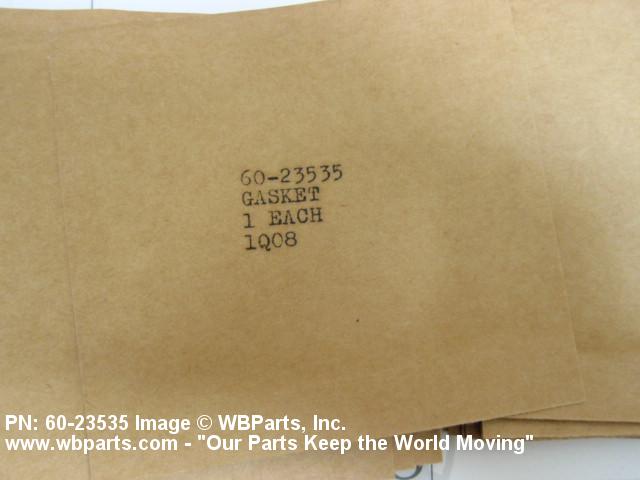 60-23535
GASKET
1 EACH
1Q08
PN: 60-23535 Image © WBParts, Inc.
www.wbparts.com - "Our Parts Keep the World Moving"